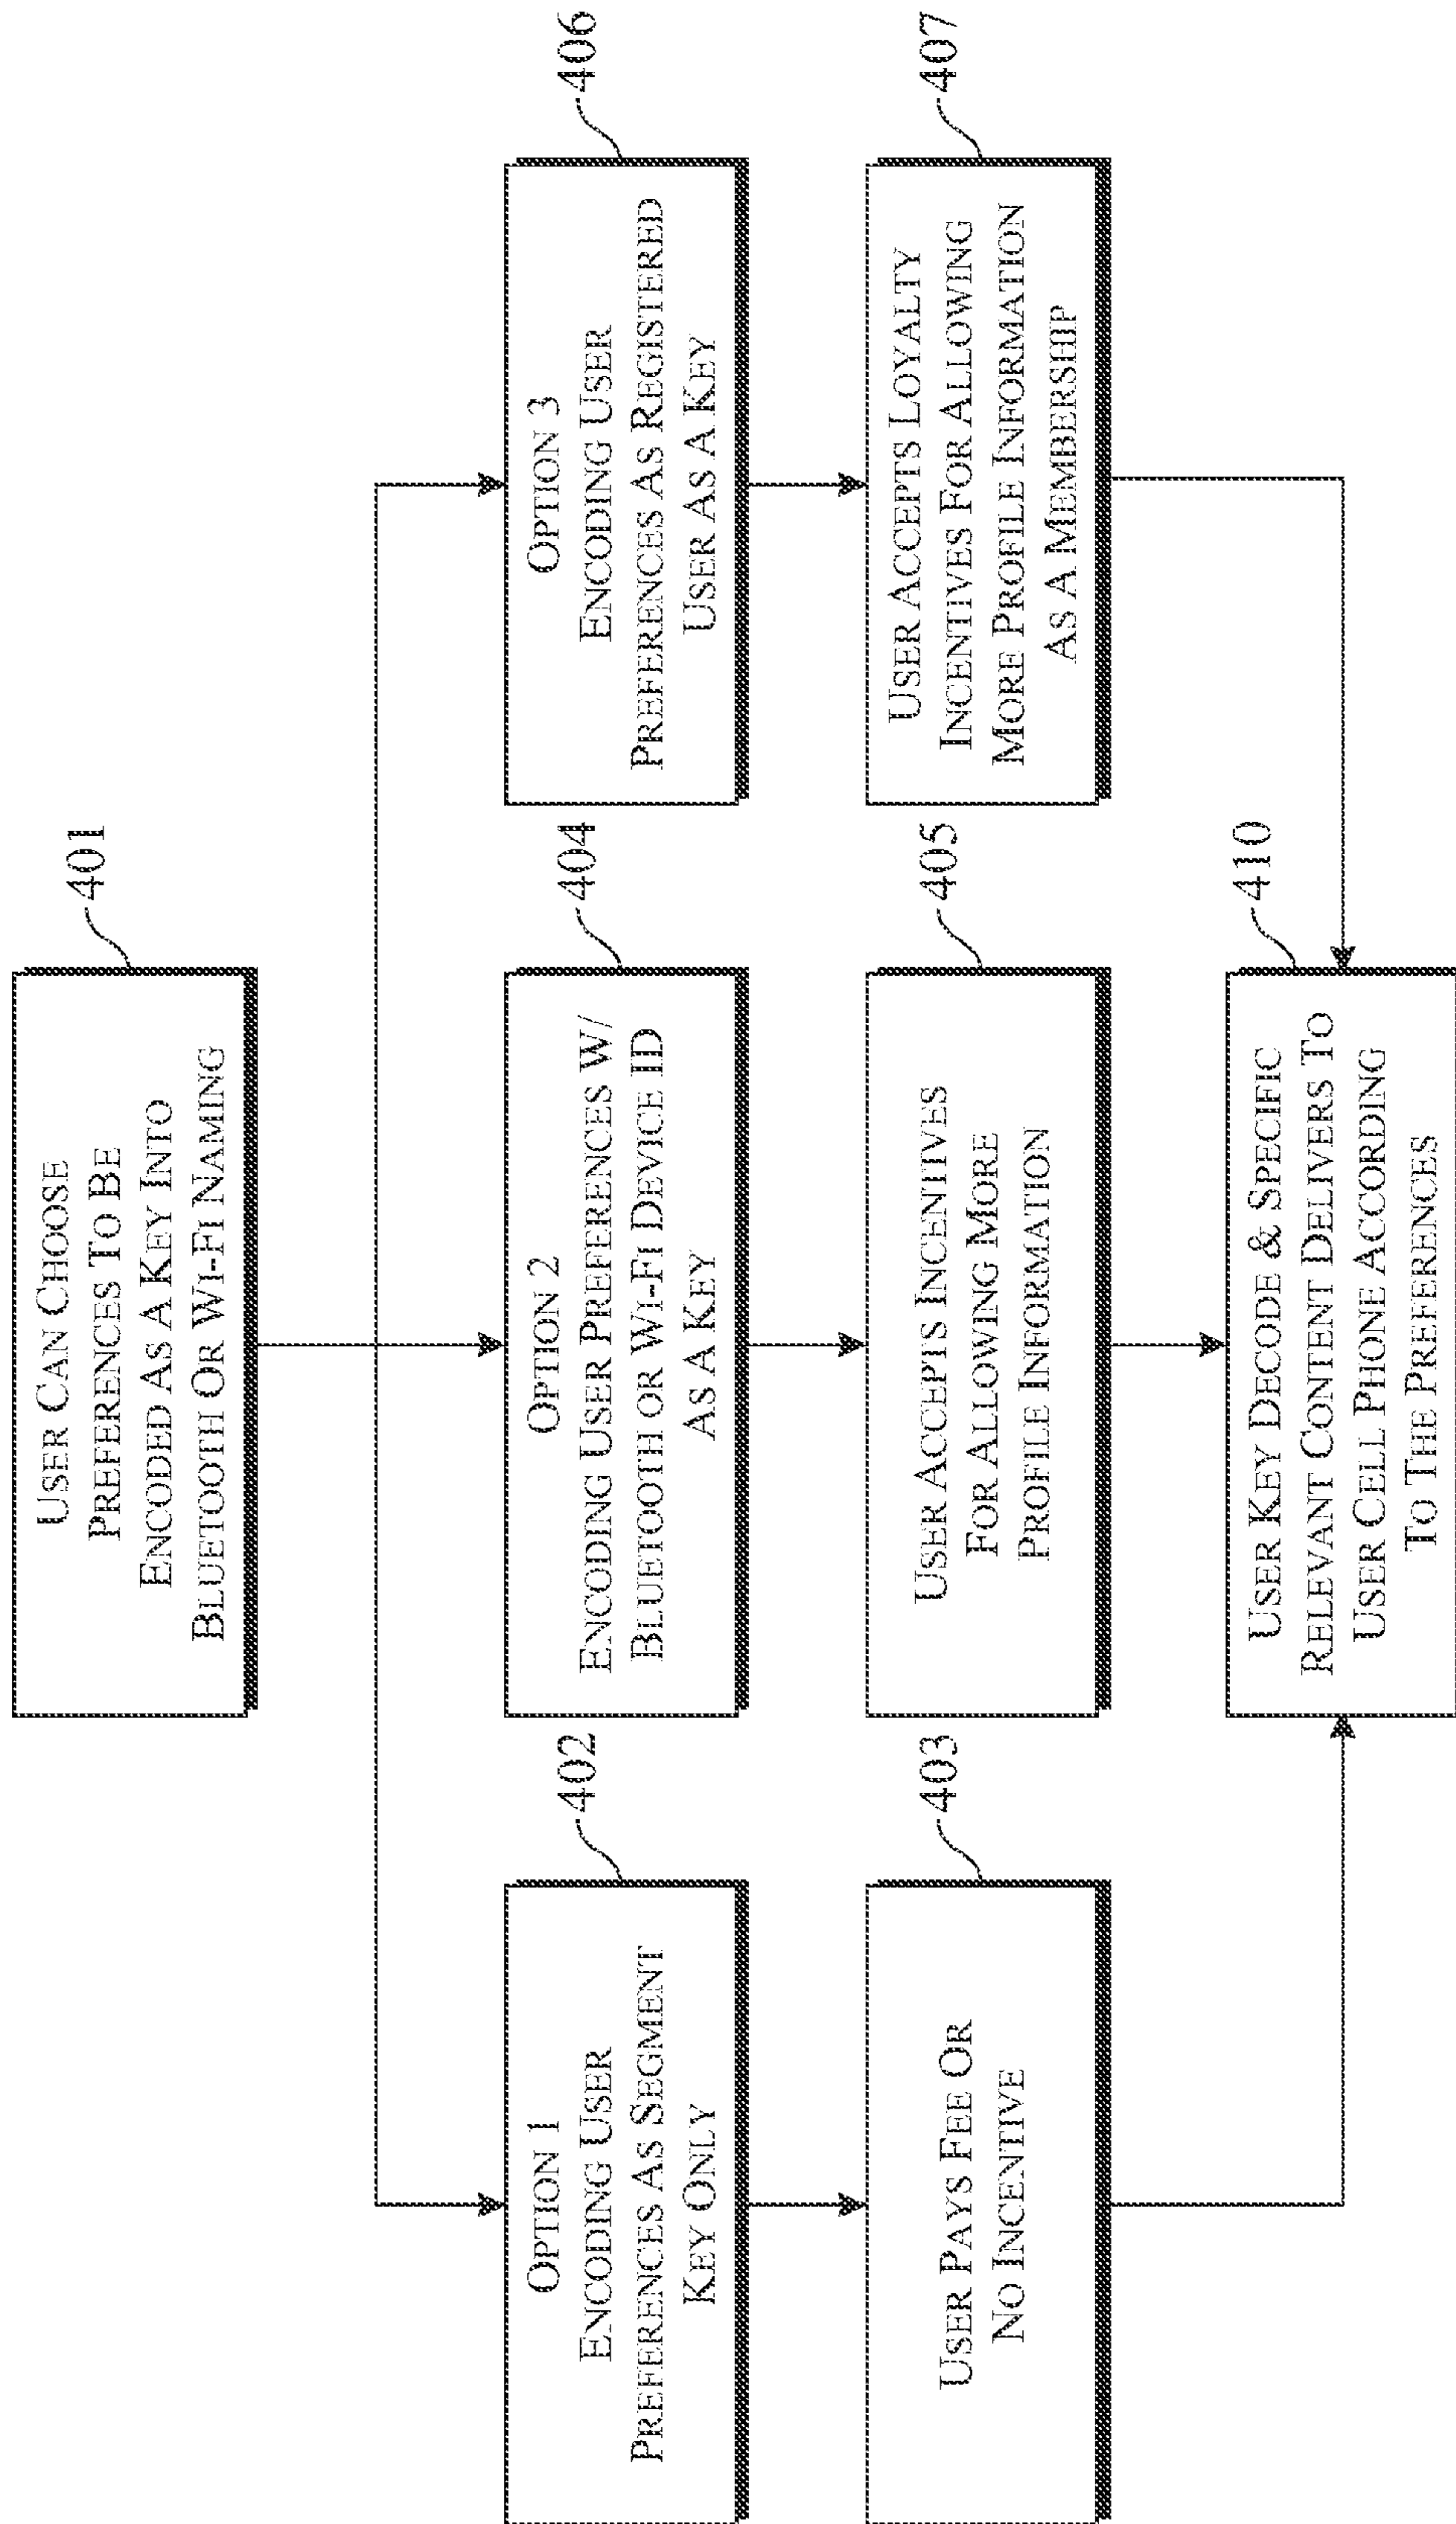 USER CAN CHOOSE
PREFERENCES TO BE
ENCODED AS A KEY INTO
BLUETOOTH OR WI-FI NAMING
401
OPTION 1
ENCODING USER
PREFERENCES AS SEGMENT
KEY ONLY
402
OPTION 2
ENCODING USER PREFERENCES W/
BLUETOOTH OR WI-FI DEVICE ID
AS A KEY
404
OPTION 3
ENCODING USER
PREFERENCES AS REGISTERED
USER AS A KEY
406
USER PAYS FEE OR
NO INCENTIVE
403
USER ACCEPTS INCENTIVES
FOR ALLOWING MORE
PROFILE INFORMATION
405
USER ACCEPTS LOYALTY
INCENTIVES FOR ALLOWING
MORE PROFILE INFORMATION
AS A MEMBERSHIP
407
USER KEY DECODE & SPECIFIC
RELEVANT CONTENT DELIVERS TO
USER CELL PHONE ACCORDING
TO THE PREFERENCES
410